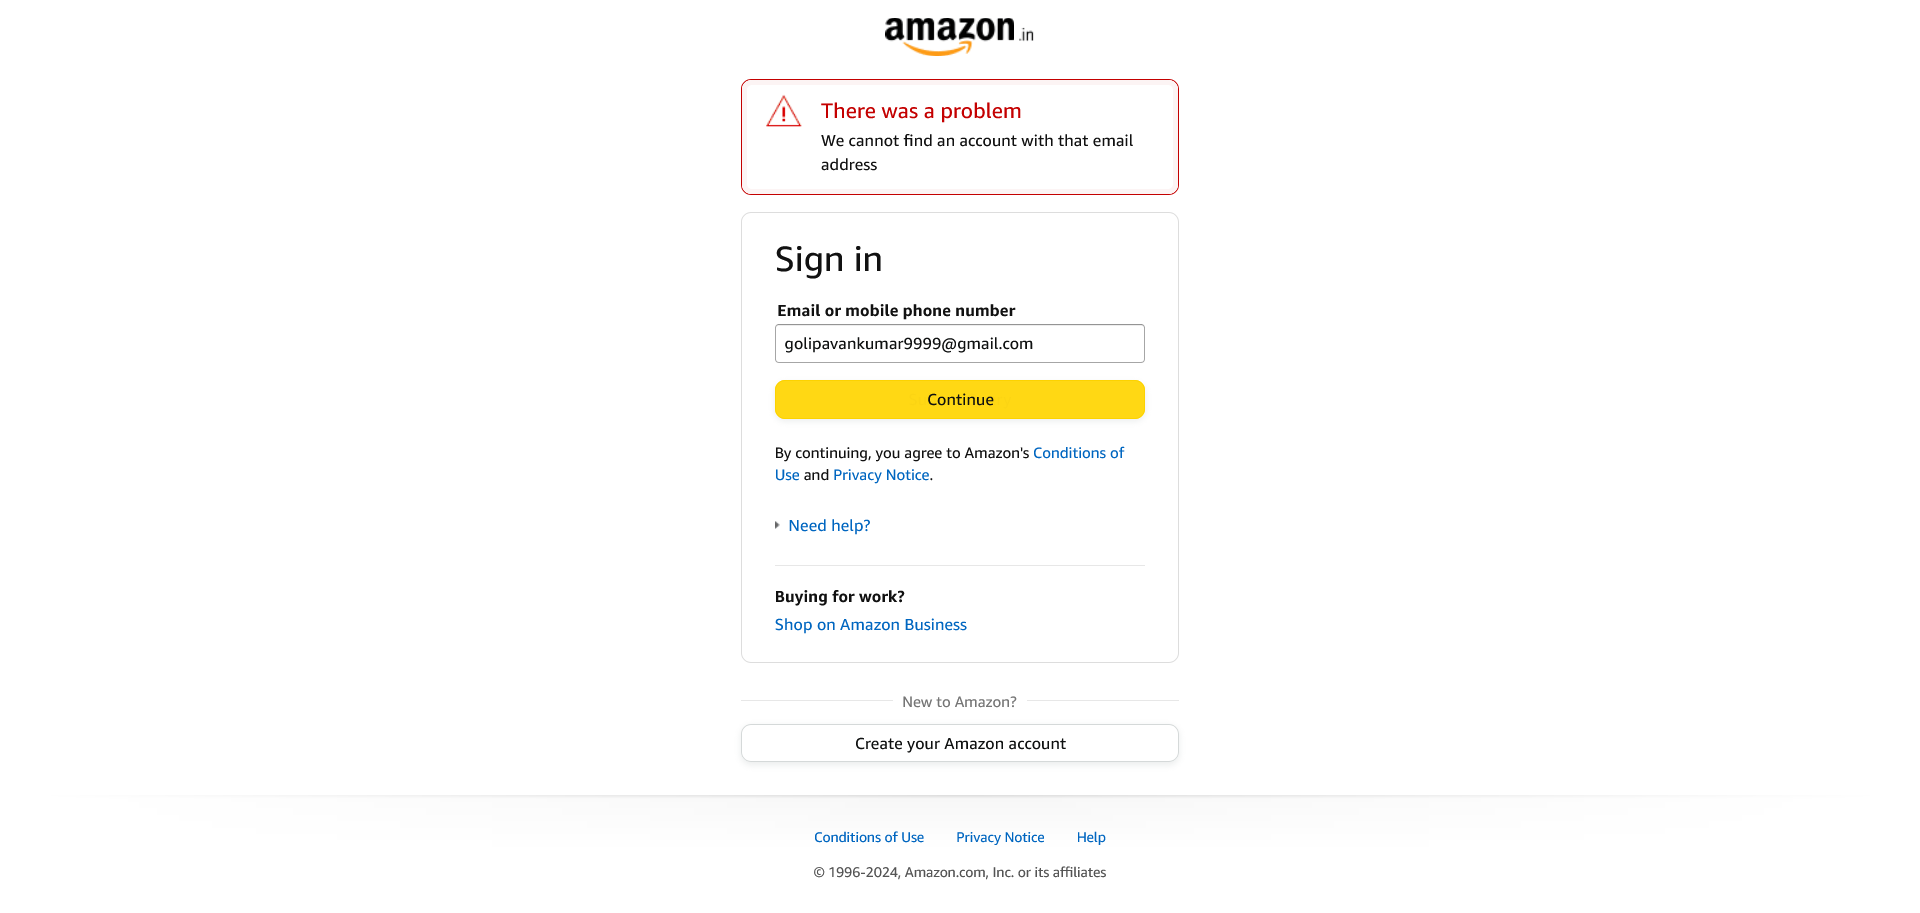 amazon.in
There was a problem
We cannot find an account with that email
address
Sign in
Email or mobile phone number
golipavankumar9999@gmail.com
Continue
By continuing, you agree to Amazon's Conditions of
Use and Privacy Notice.
Need help?
Buying for work?
Shop on Amazon Business
New to Amazon?
Create your Amazon account
Conditions of Use Privacy Notice Help
© 1996-2024, Amazon.com, Inc. or its affiliates